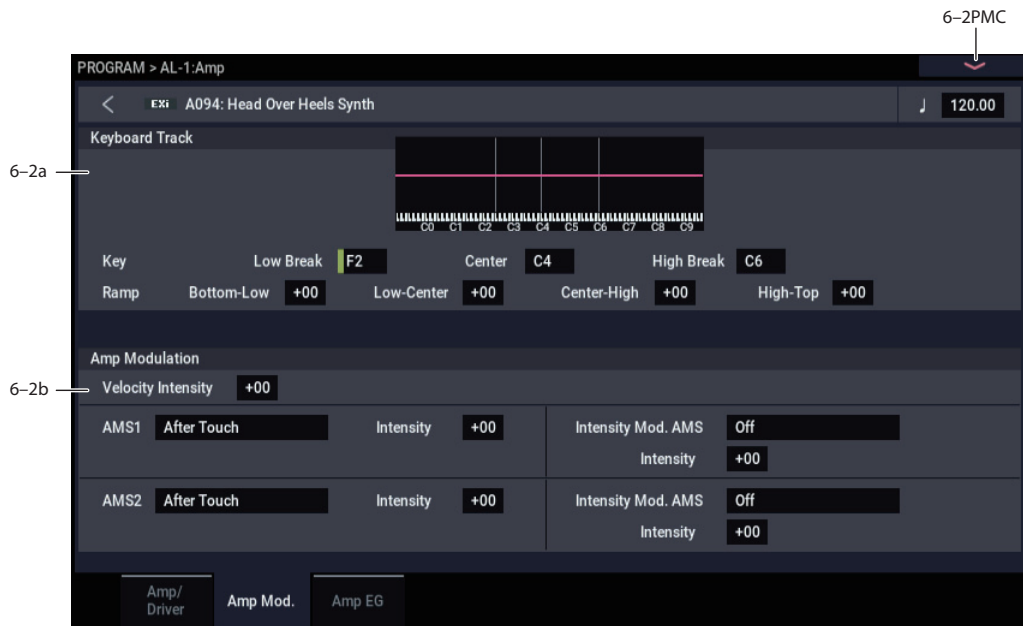 6–2PMC
PROGRAM > AL-1:Amp
EXi A094: Head Over Heels Synth ♩ 120.00
Keyboard Track
6–2a
C0 C1 C2 C3 C4 C5 C6 C7 C8 C9
Key Low Break F2 Center C4 High Break C6
Ramp Bottom-Low +00 Low-Center +00 Center-High +00 High-Top +00
Amp Modulation
6–2b
Velocity Intensity +00
AMS1 After Touch Intensity +00 Intensity Mod. AMS Off
Intensity +00
AMS2 After Touch Intensity +00 Intensity Mod. AMS Off
Intensity +00
Amp/
Driver
Amp Mod.
Amp EG